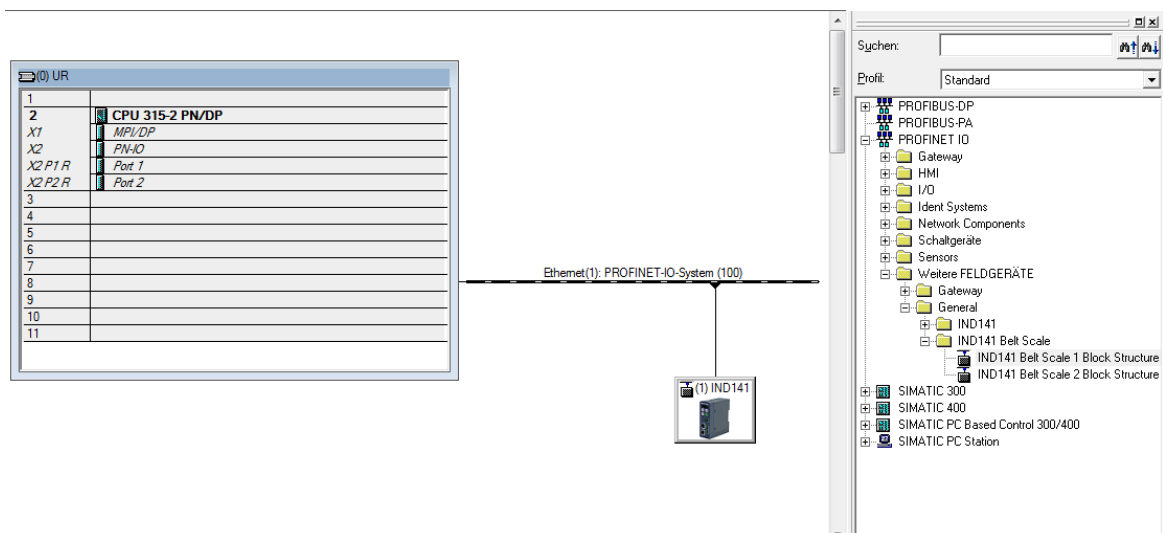 (0) UR
1
2 CPU 315-2 PN/DP
X1 MPI/DP
X2 PN-IO
X2 P1 R Port 1
X2 P2 R Port 2
3
4
5
6
7
8
9
10
11
Ethernet(1): PROFINET-IO-System (100)
(1) IND141
Suchen:
Profil: Standard
PROFIBUS-DP
PROFIBUS-PA
PROFINET IO
Gateway
HMI
I/O
Ident Systems
Network Components
Schaltgeräte
Sensors
Weitere FELDGERÄTE
Gateway
General
IND141
IND141 Belt Scale
IND141 Belt Scale 1 Block Structure
IND141 Belt Scale 2 Block Structure
SIMATIC 300
SIMATIC 400
SIMATIC PC Based Control 300/400
SIMATIC PC Station